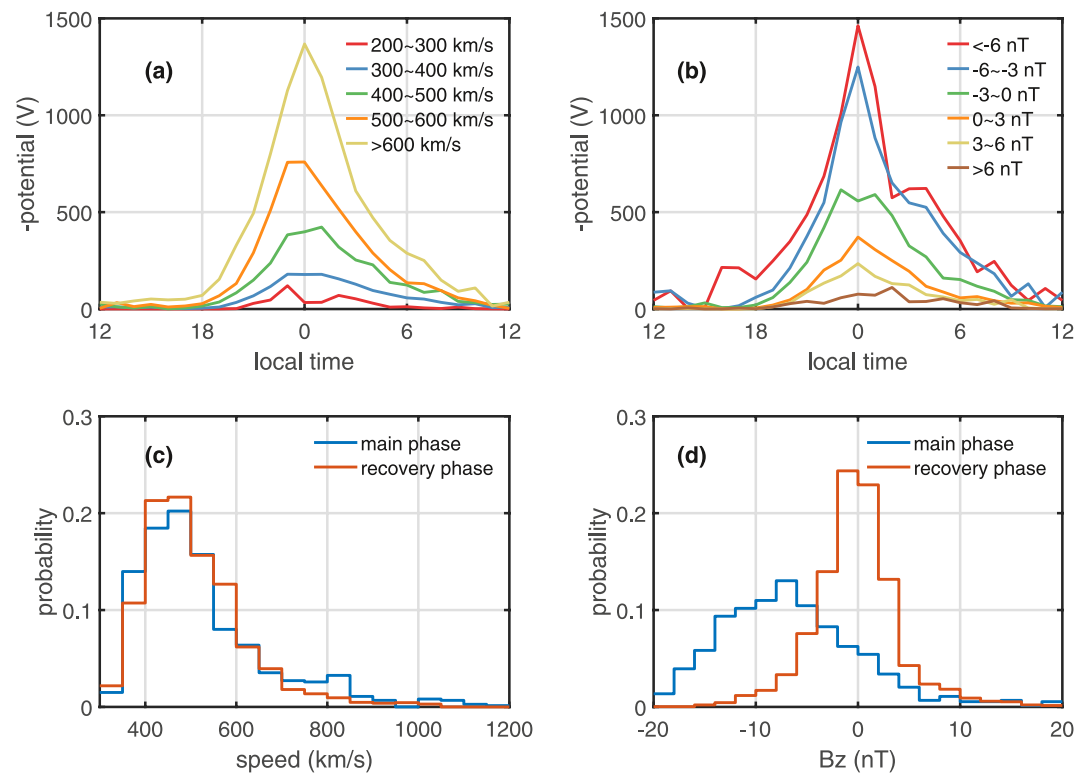 1500
1000
500
0
-potential (V)
(a)
200~300 km/s
300~400 km/s
400~500 km/s
500~600 km/s
>600 km/s
12 18 0 6 12
local time
1500
1000
500
0
-potential (V)
(b)
<-6 nT
-6~-3 nT
-3~0 nT
0~3 nT
3~6 nT
>6 nT
12 18 0 6 12
local time
0.3
0.2
0.1
0
probability
(c)
main phase
recovery phase
400 600 800 1000 1200
speed (km/s)
0.3
0.2
0.1
0
probability
(d)
main phase
recovery phase
-20 -10 0 10 20
Bz (nT)